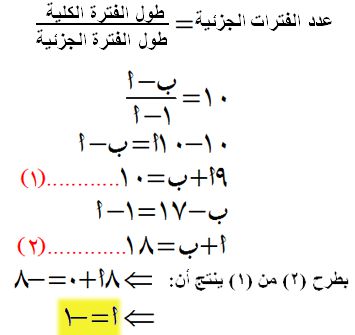 عدد الفترات الجزئية = طول الفترة الكلية
طول الفترة الجزئية
١٠ = ب-أ
١-أ
١٠-١٠أ=ب-أ
٩أ+ب=١٠............(١)
ب-١٧=١-أ
أ+ب=١٨............(٢)
بطرح (٢) من (١) ينتج أن: ⇐ ٨أ+٠=-٨
⇐ أ=-١